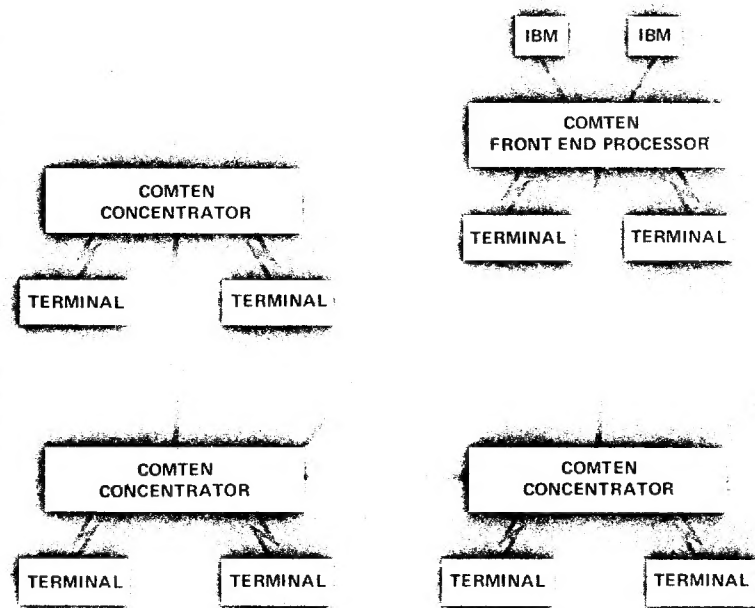 IBM
IBM
COMTEN
FRONT END PROCESSOR
COMTEN
CONCENTRATOR
TERMINAL
TERMINAL
TERMINAL
TERMINAL
COMTEN
CONCENTRATOR
COMTEN
CONCENTRATOR
TERMINAL
TERMINAL
TERMINAL
TERMINAL